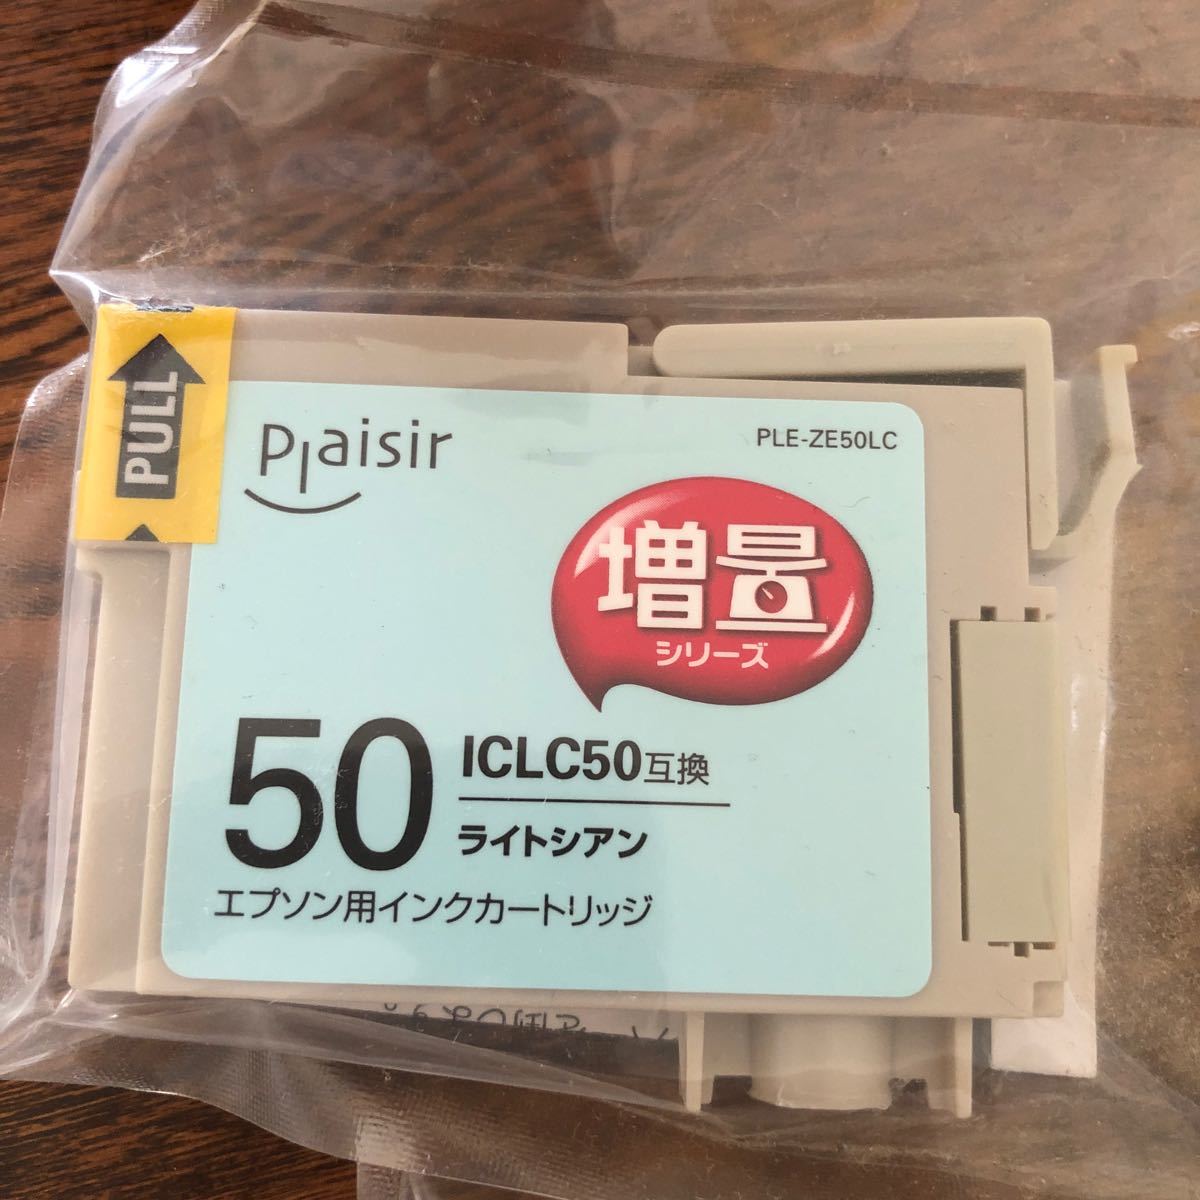 PULL
Plaisir
PLE-ZE50LC
増量
シリーズ
50
ICLC50互換
ライトシアン
エプソン用インクカートリッジ